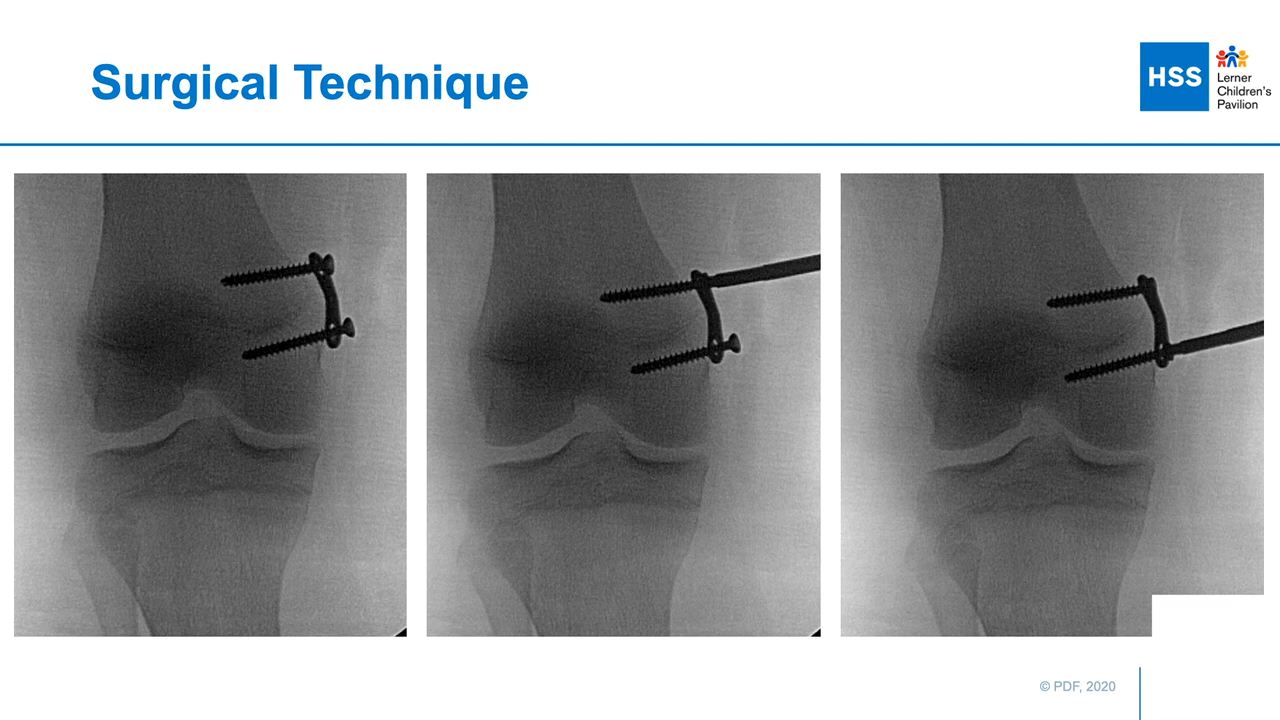 Surgical Technique
HSS
Lerner
Children's
Pavilion
© PDF, 2020